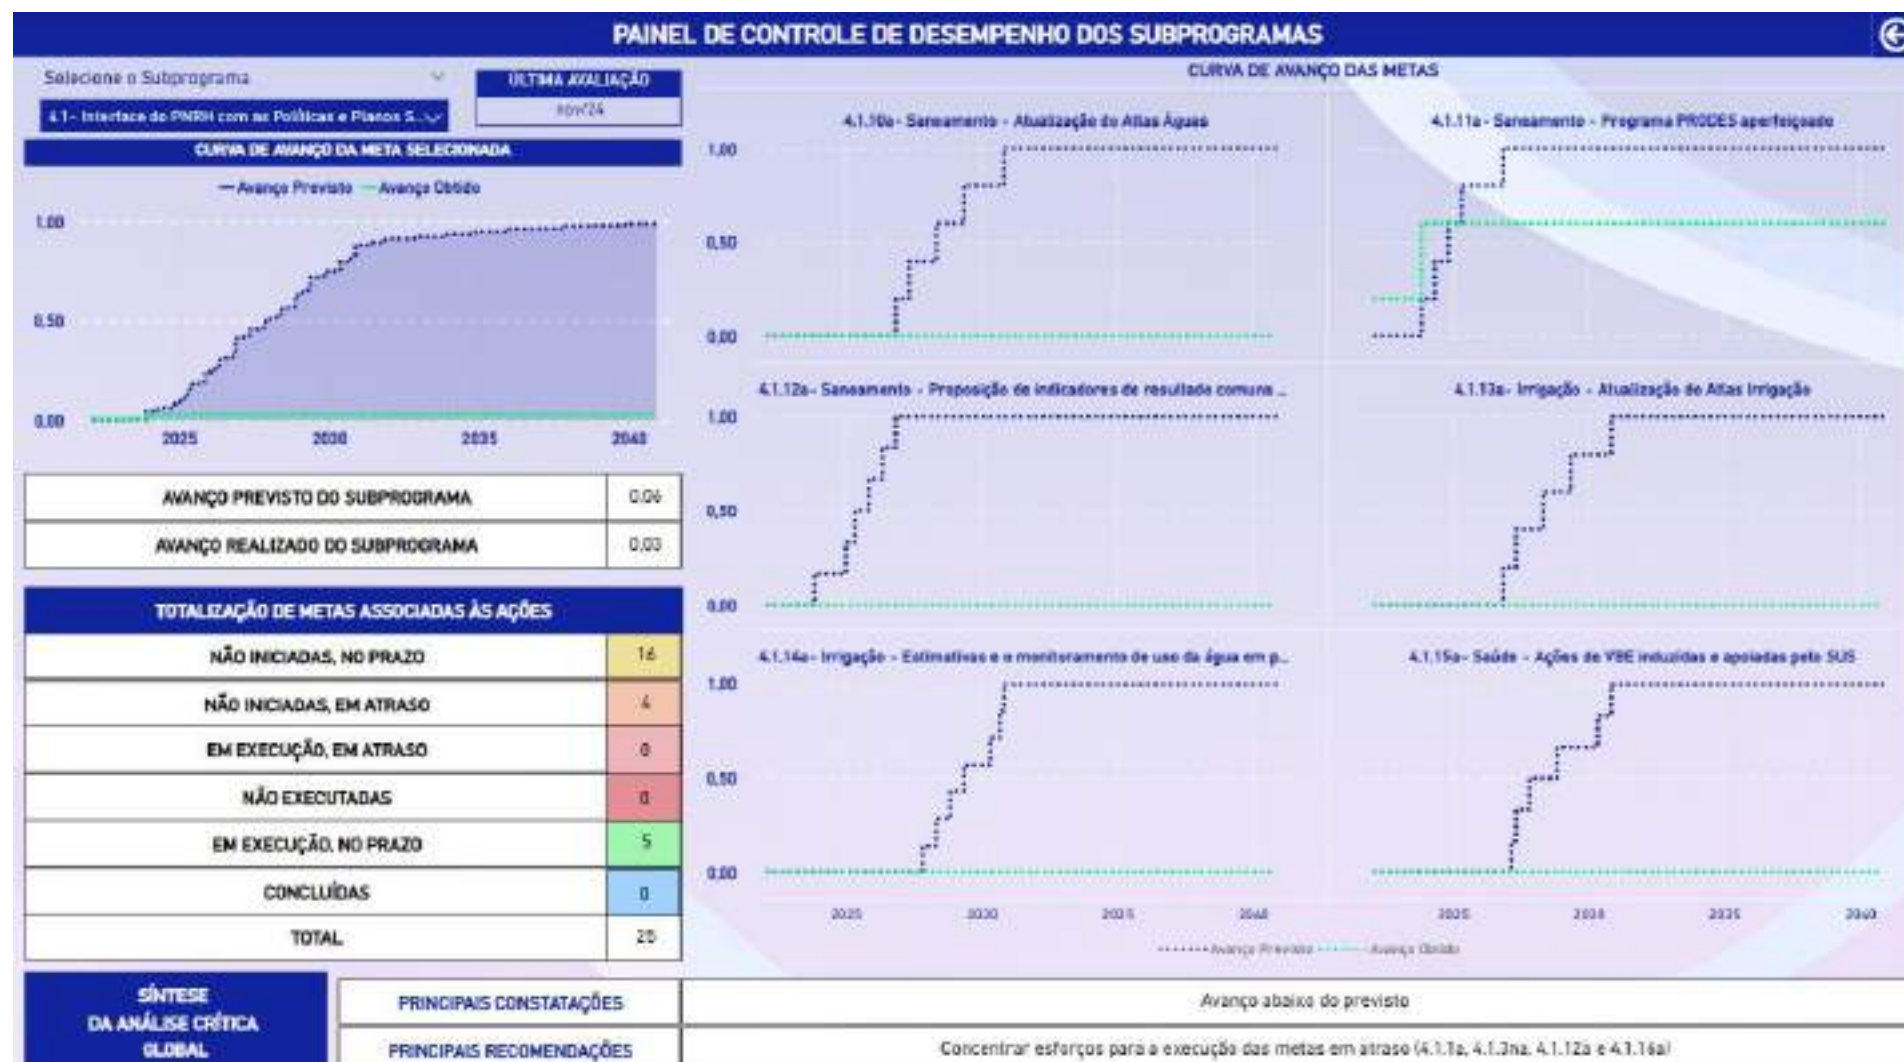 PAINEL DE CONTROLE DE DESEMPENHO DOS SUBPROGRAMAS
Selecione o Subprograma
4.1- Interface do PNRH com as Políticas e Planos S...
ÚLTIMA AVALIAÇÃO
nov/24
CURVA DE AVANÇO DA META SELECIONADA
Avanço Previsto Avanço Obtido
1,00
0,50
0,00
2025 2030 2035 2040
AVANÇO PREVISTO DO SUBPROGRAMA 0,06
AVANÇO REALIZADO DO SUBPROGRAMA 0,03
TOTALIZAÇÃO DE METAS ASSOCIADAS ÀS AÇÕES
NÃO INICIADAS, NO PRAZO 16
NÃO INICIADAS, EM ATRASO 4
EM EXECUÇÃO, EM ATRASO 0
NÃO EXECUTADAS 0
EM EXECUÇÃO, NO PRAZO 5
CONCLUÍDAS 0
TOTAL 25
CURVA DE AVANÇO DAS METAS
4.1.10a- Saneamento - Atualização do Atlas Águas
4.1.11a- Saneamento - Programa PRODES aperfeiçoado
1,00
0,50
0,00
4.1.12a- Saneamento - Proposição de indicadores de resultado comuns ...
4.1.13a- Irrigação - Atualização do Atlas Irrigação
1,00
0,50
0,00
4.1.14a- Irrigação - Estimativas e o monitoramento de uso da água em p...
4.1.15a- Saúde - Ações de VBE induzidas e apoiadas pelo SUS
1,00
0,50
0,00
2025 2030 2035 2040
2025 2030 2035 2040
Avanço Previsto Avanço Obtido
SÍNTESE
DA ANÁLISE CRÍTICA
GLOBAL
PRINCIPAIS CONSTATAÇÕES Avanço abaixo do previsto
PRINCIPAIS RECOMENDAÇÕES Concentrar esforços para a execução das metas em atraso (4.1.1a, 4.1.3na, 4.1.12a e 4.1.16a)